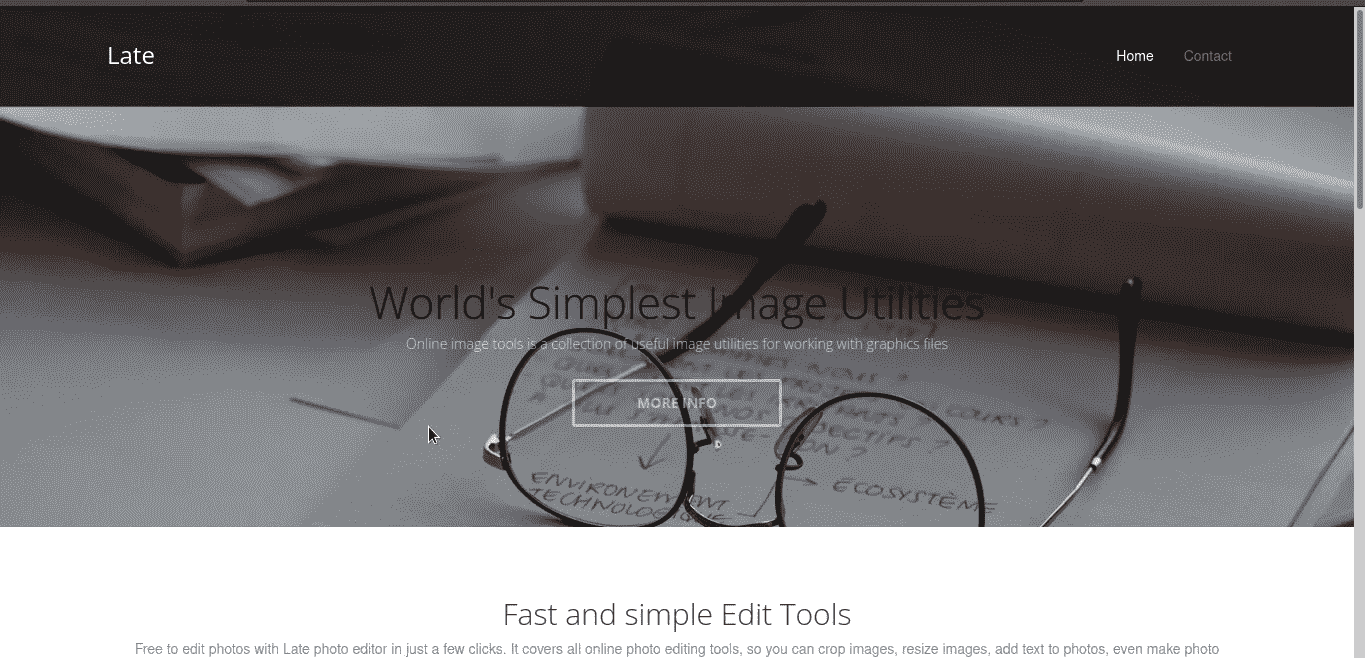 Late
Home Contact
World's Simplest Image Utilities
Online image tools is a collection of useful image utilities for working with graphics files
MORE INFO
ENVIRONEMENT
TECHNOLOGIQUE
ECOSYSTÈME
Fast and simple Edit Tools
Free to edit photos with Late photo editor in just a few clicks. It covers all online photo editing tools, so you can crop images, resize images, add text to photos, even make photo